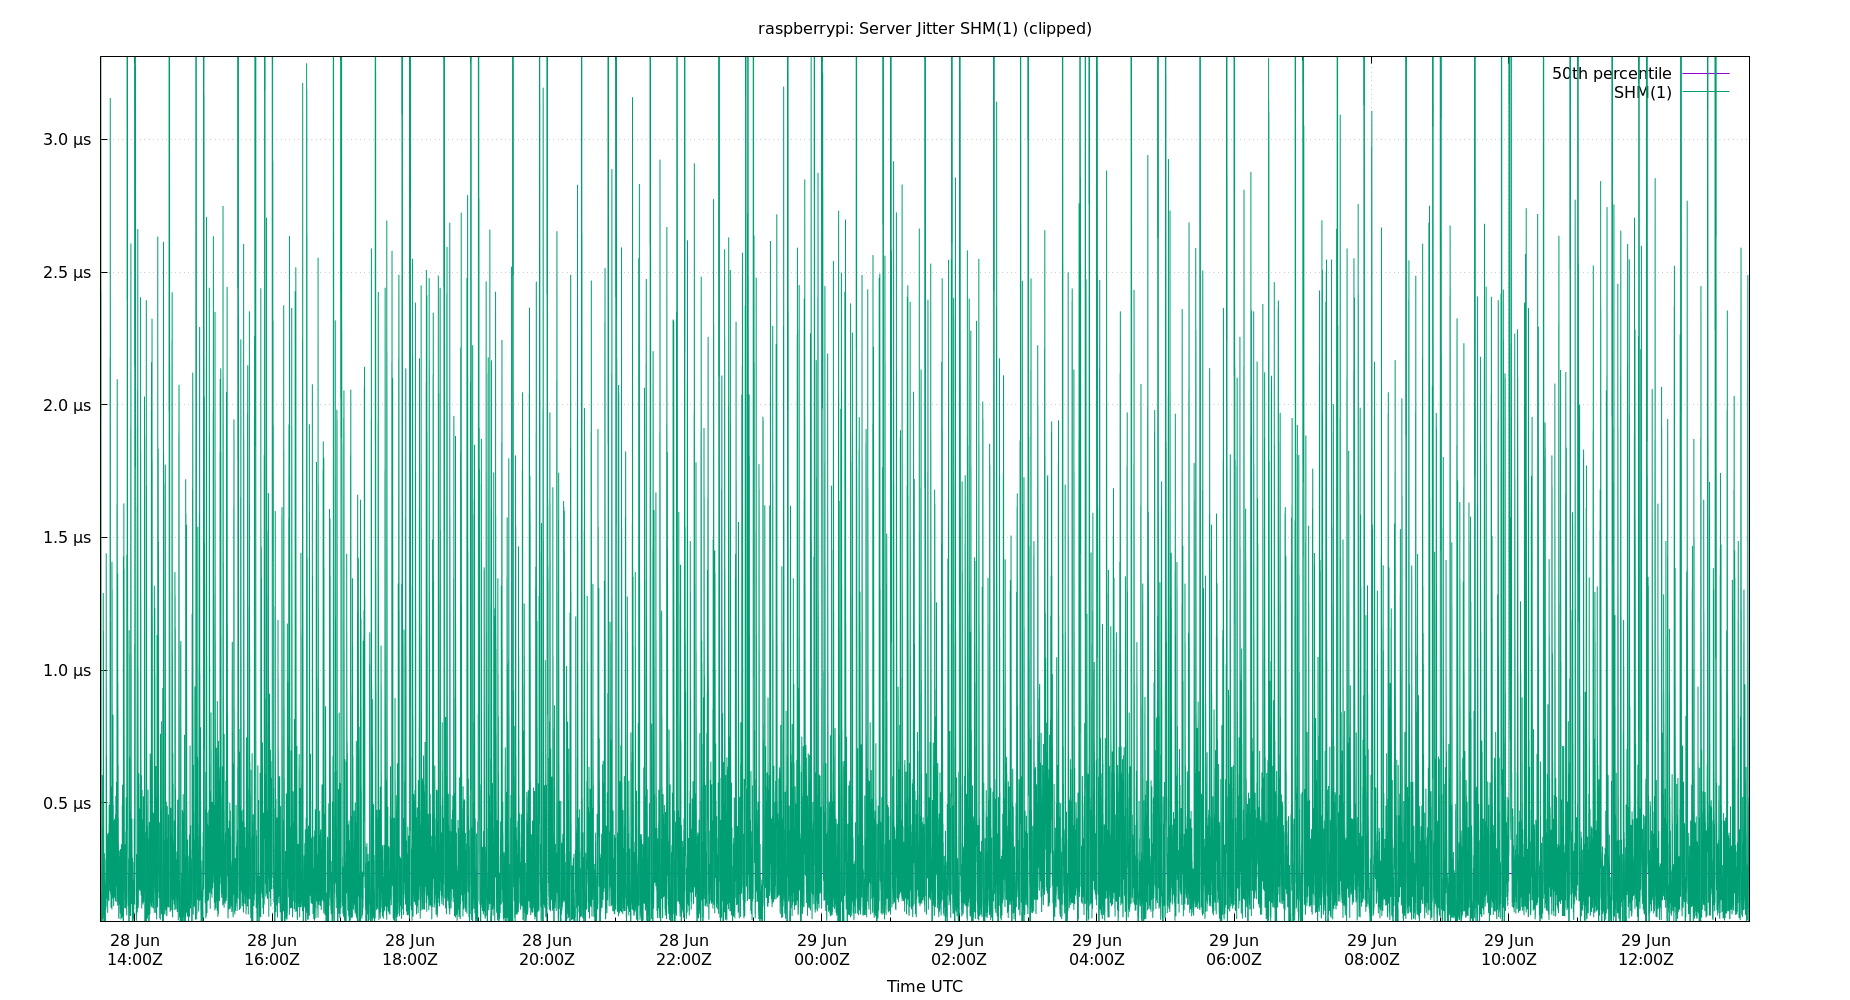 raspberrypi: Server Jitter SHM(1) (clipped)
50th percentile
SHM(1)
3.0 μs
2.5 μs
2.0 μs
1.5 μs
1.0 μs
0.5 μs
28 Jun 28 Jun 28 Jun 28 Jun 28 Jun 29 Jun 29 Jun 29 Jun 29 Jun 29 Jun 29 Jun 29 Jun
14:00Z 16:00Z 18:00Z 20:00Z 22:00Z 00:00Z 02:00Z 04:00Z 06:00Z 08:00Z 10:00Z 12:00Z
Time UTC